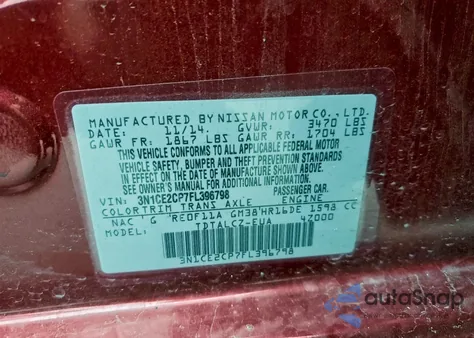 MANUFACTURED BY NISSAN MOTOR CO., LTD.
DATE: 11/14. GVWR: 3470 LBS
GAWR FR: 1867 LBS GAWR RR: 1704 LBS
THIS VEHICLE CONFORMS TO ALL APPLICABLE FEDERAL MOTOR
VEHICLE SAFETY, BUMPER AND THEFT PREVENTION STANDARDS
IN EFFECT ON THE DATE OF MANUFACTURE SHOWN ABOVE.
SEE OWNER'S MANUAL FOR ADDITIONAL INFORMATION.
VIN: 3N1CE2CP7FL396798 PASSENGER CAR.
COLOR TRIM TRANS AXLE ENGINE
NAC G RE0F11A GM38 HR16DE 1598 CC
MODEL TDTALCZ-EUA 47000
3N1CE2CP7FL396798
autoSnap